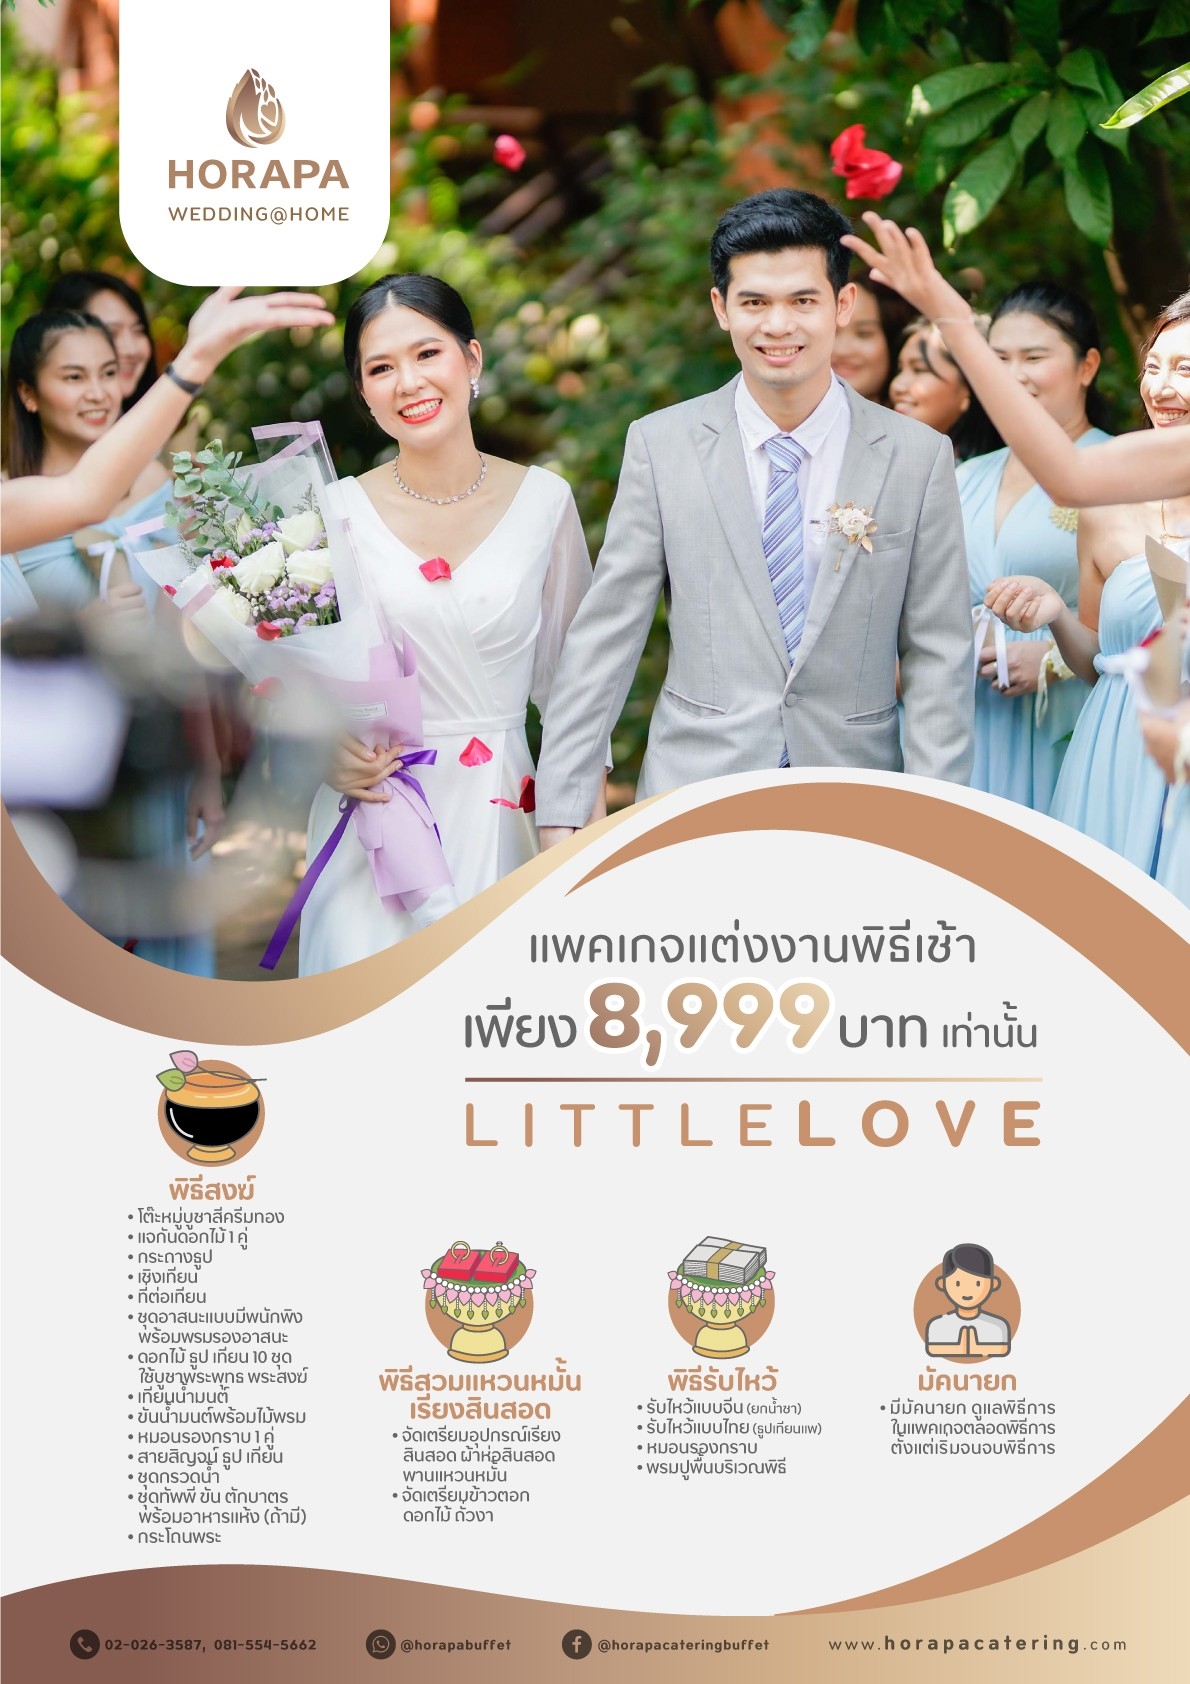 HORAPA
WEDDING@HOME
แพคเกจแต่งงานพิธีเช้า
เพียง 8,999 บาท เท่านั้น
LITTLELOVE
พิธีสงฆ์
• โต๊ะหมู่บูชาสีครีมทอง
• แจกันดอกไม้ 1 คู่
• กระถางธูป
• เชิงเทียน
• ที่ต่อเทียน
• ชุดอาสนะแบบมีพนักพิง
พร้อมพรมรองอาสนะ
• ดอกไม้ ธูป เทียน 10 ชุด
ใช้บูชาพระพุทธ พระสงฆ์
• เทียนน้ำมนต์
• ขันน้ำมนต์พร้อมไม้พรม
• หมอนรองกราบ 1 คู่
• สายสิญจน์ ธูป เทียน
• ชุดกรวดน้ำ
• ชุดทัพพี ขัน ตักบาตร
พร้อมอาหารแห้ง (ถ้ามี)
• กระโถนพระ
พิธีสวมแหวนหมั้น
เรียงสินสอด
• จัดเตรียมอุปกรณ์เรียง
สินสอด ผ้าห่อสินสอด
พานแหวนหมั้น
• จัดเตรียมข้าวตอก
ดอกไม้ ถั่วงา
พิธีรับไหว้
• รับไหว้แบบจีน (ยกน้ำชา)
• รับไหว้แบบไทย (ธูปเทียนแพ)
• หมอนรองกราบ
• พรมปูพื้นบริเวณพิธี
มัคนายก
• มีมัคนายก ดูแลพิธีการ
ในแพคเกจตลอดพิธีการ
ตั้งแต่เริ่มจนจบพิธีการ
02-026-3587, 081-554-5662
@horapabuffet
@horapacateringbuffet
www.horapacatering.com